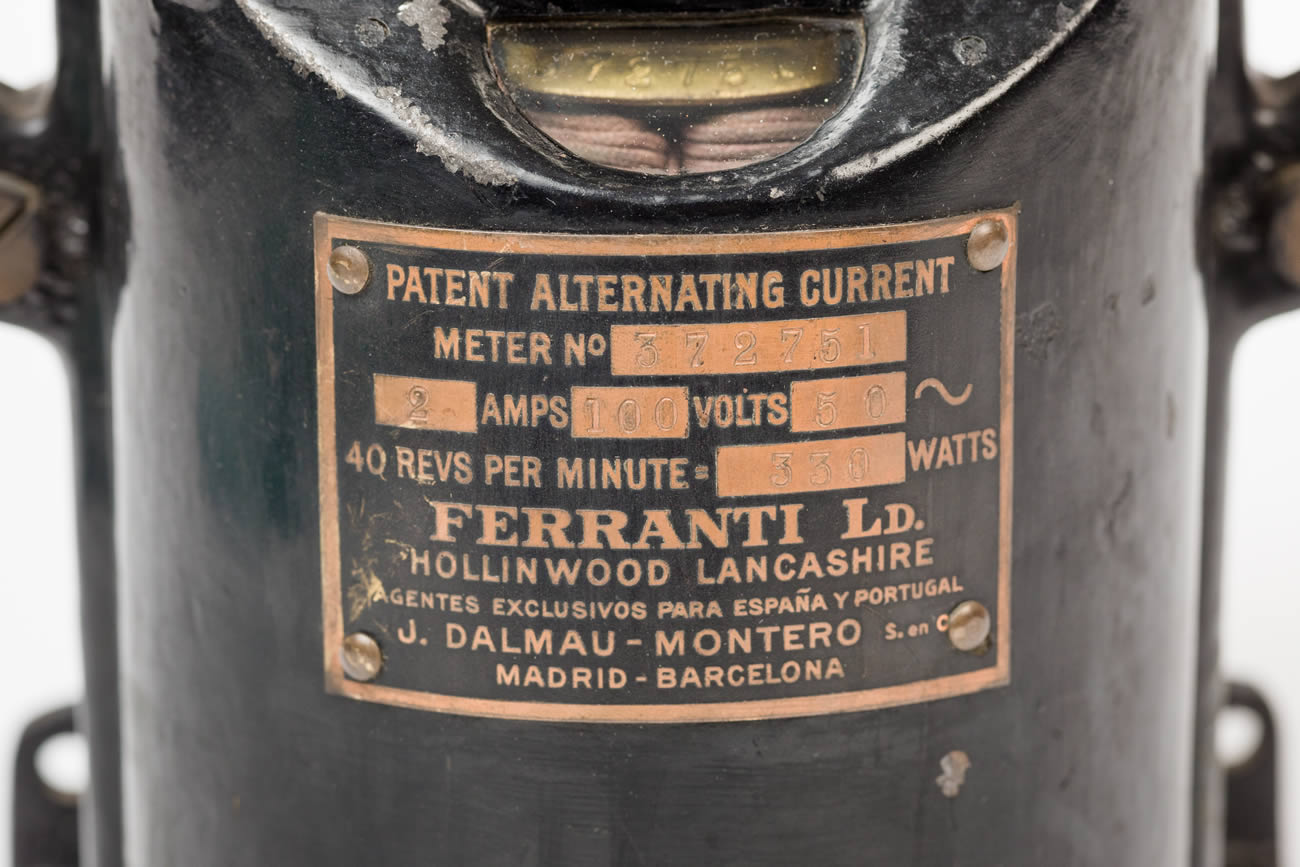 372751
PATENT ALTERNATING CURRENT
METER Nº 372751
2 AMPS 100 VOLTS 50 ~
40 REVS PER MINUTE = 330 WATTS
FERRANTI LD.
HOLLINWOOD LANCASHIRE
AGENTES EXCLUSIVOS PARA ESPAÑA Y PORTUGAL
J. DALMAU - MONTERO S. en C
MADRID - BARCELONA